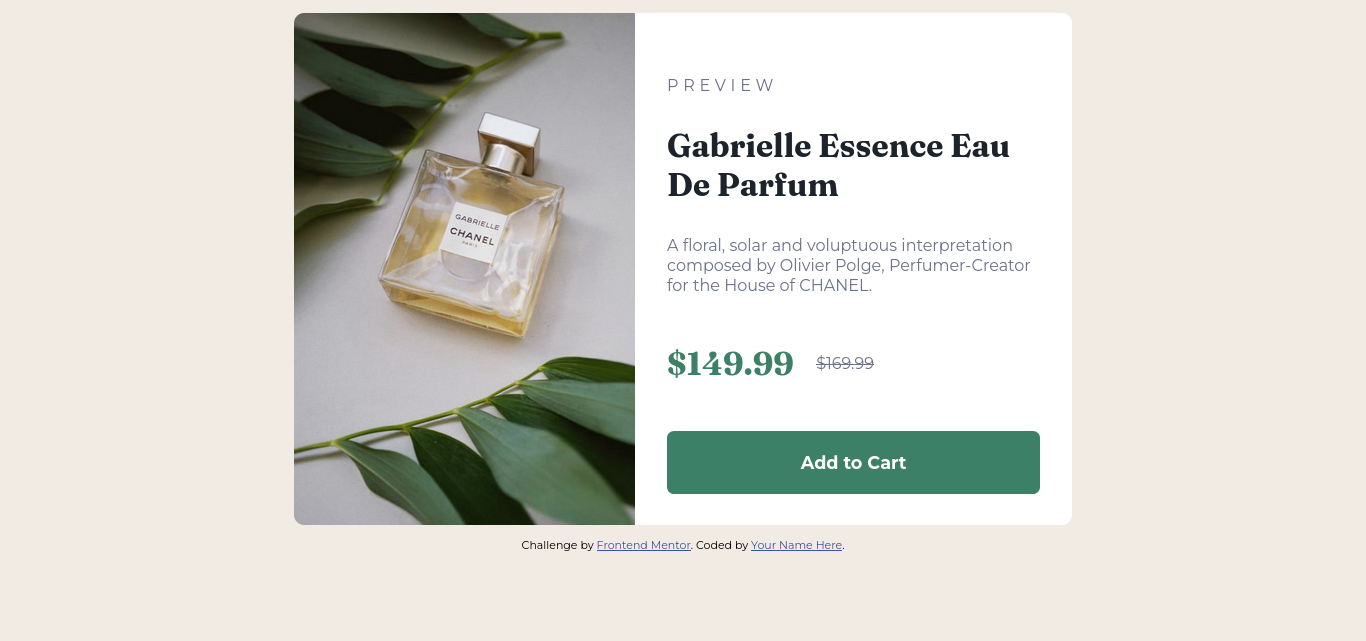 GABRIELLE
CHANEL
PARIS
PREVIEW
Gabrielle Essence Eau
De Parfum
A floral, solar and voluptuous interpretation
composed by Olivier Polge, Perfumer-Creator
for the House of CHANEL.
$149.99 $169.99
Add to Cart
Challenge by Frontend Mentor. Coded by Your Name Here.